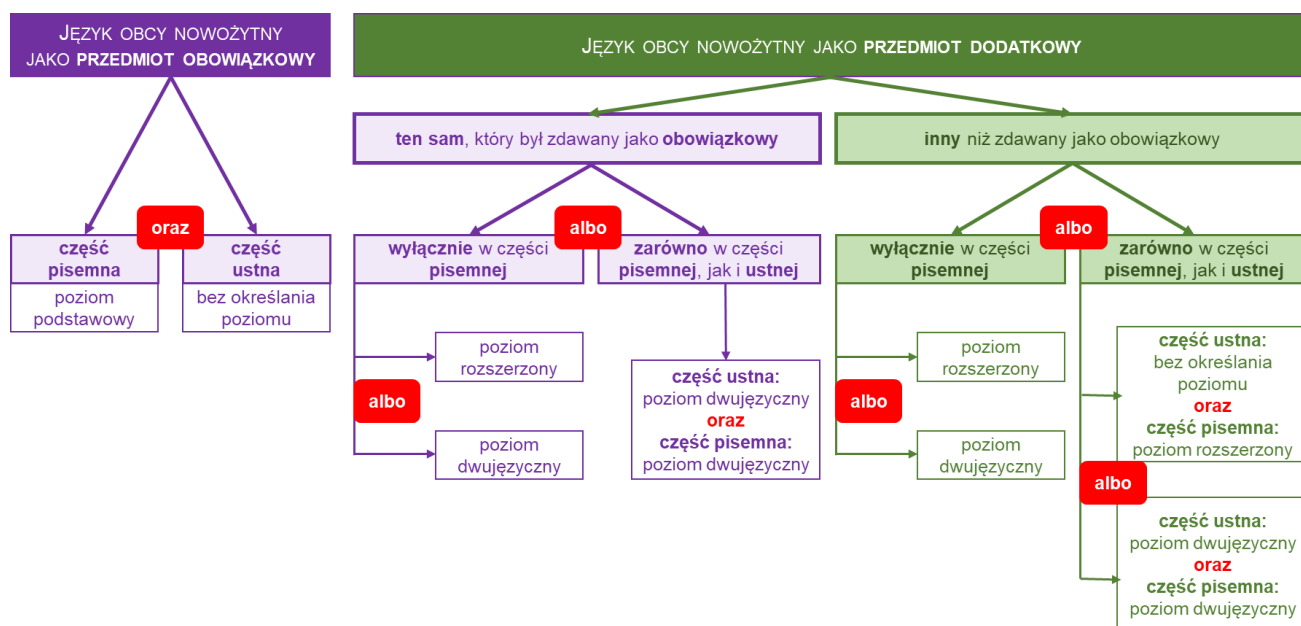 JĘZYK OBCY NOWOŻYTNY
JAKO PRZEDMIOT OBOWIĄZKOWY
oraz
część
pisemna
poziom
podstawowy
część
ustna
bez określania
poziomu
JĘZYK OBCY NOWOŻYTNY JAKO PRZEDMIOT DODATKOWY
ten sam, który był zdawany jako obowiązkowy
albo
wyłącznie w części
pisemnej
poziom
rozszerzony
albo
poziom
dwujęzyczny
zarówno w części
pisemnej, jak i ustnej
część ustna:
poziom dwujęzyczny
oraz
część pisemna:
poziom dwujęzyczny
inny niż zdawany jako obowiązkowy
albo
wyłącznie w części
pisemnej
poziom
rozszerzony
albo
poziom
dwujęzyczny
zarówno w części
pisemnej, jak i ustnej
część ustna:
bez określania
poziomu
oraz
część pisemna:
poziom rozszerzony
albo
część ustna:
poziom dwujęzyczny
oraz
część pisemna:
poziom dwujęzyczny